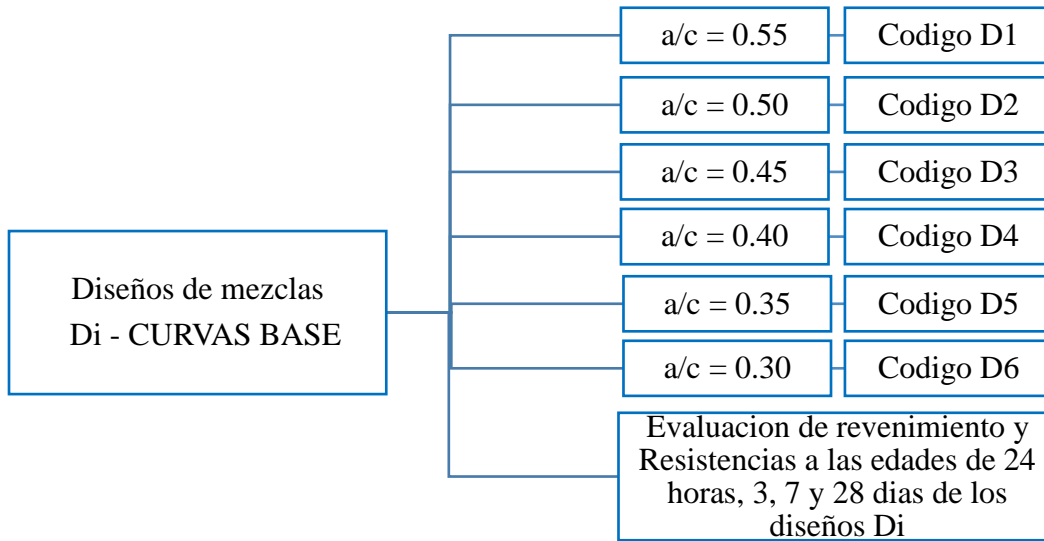 a/c = 0.55
Codigo D1
a/c = 0.50
Codigo D2
a/c = 0.45
Codigo D3
a/c = 0.40
Codigo D4
Diseños de mezclas
Di - CURVAS BASE
a/c = 0.35
Codigo D5
a/c = 0.30
Codigo D6
Evaluacion de revenimiento y
Resistencias a las edades de 24
horas, 3, 7 y 28 dias de los
diseños Di